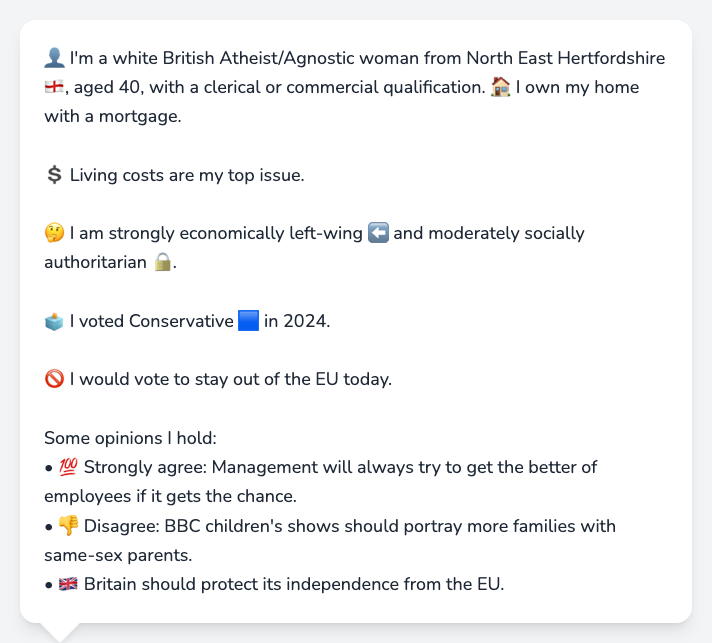 👤 I'm a white British Atheist/Agnostic woman from North East Hertfordshire
🏴󠁧󠁢󠁥󠁮󠁧󠁿, aged 40, with a clerical or commercial qualification. 🏠 I own my home
with a mortgage.
💲 Living costs are my top issue.
🤔 I am strongly economically left-wing ⬅️ and moderately socially
authoritarian 🔒.
🗳️ I voted Conservative 🟦 in 2024.
🚫 I would vote to stay out of the EU today.
Some opinions I hold:
• 💯 Strongly agree: Management will always try to get the better of
employees if it gets the chance.
• 👎 Disagree: BBC children's shows should portray more families with
same-sex parents.
• 🇬🇧 Britain should protect its independence from the EU.